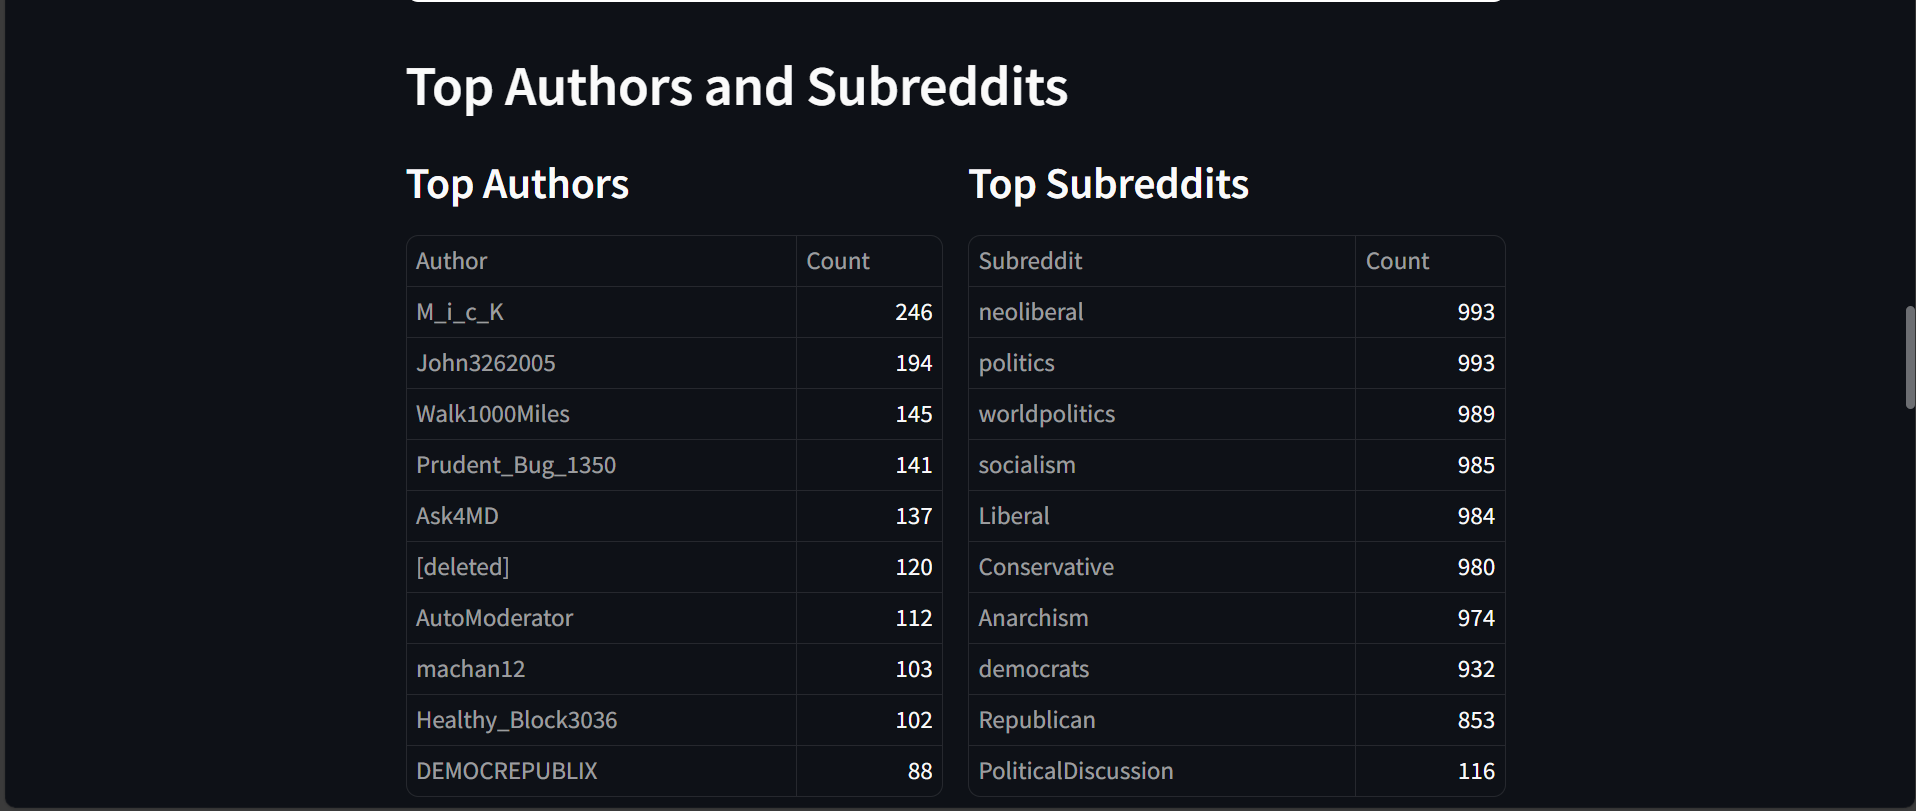 Top Authors and Subreddits
Top Authors
Author Count
M_i_c_K 246
John3262005 194
Walk1000Miles 145
Prudent_Bug_1350 141
Ask4MD 137
[deleted] 120
AutoModerator 112
machan12 103
Healthy_Block3036 102
DEMOCREPUBLIX 88
Top Subreddits
Subreddit Count
neoliberal 993
politics 993
worldpolitics 989
socialism 985
Liberal 984
Conservative 980
Anarchism 974
democrats 932
Republican 853
PoliticalDiscussion 116